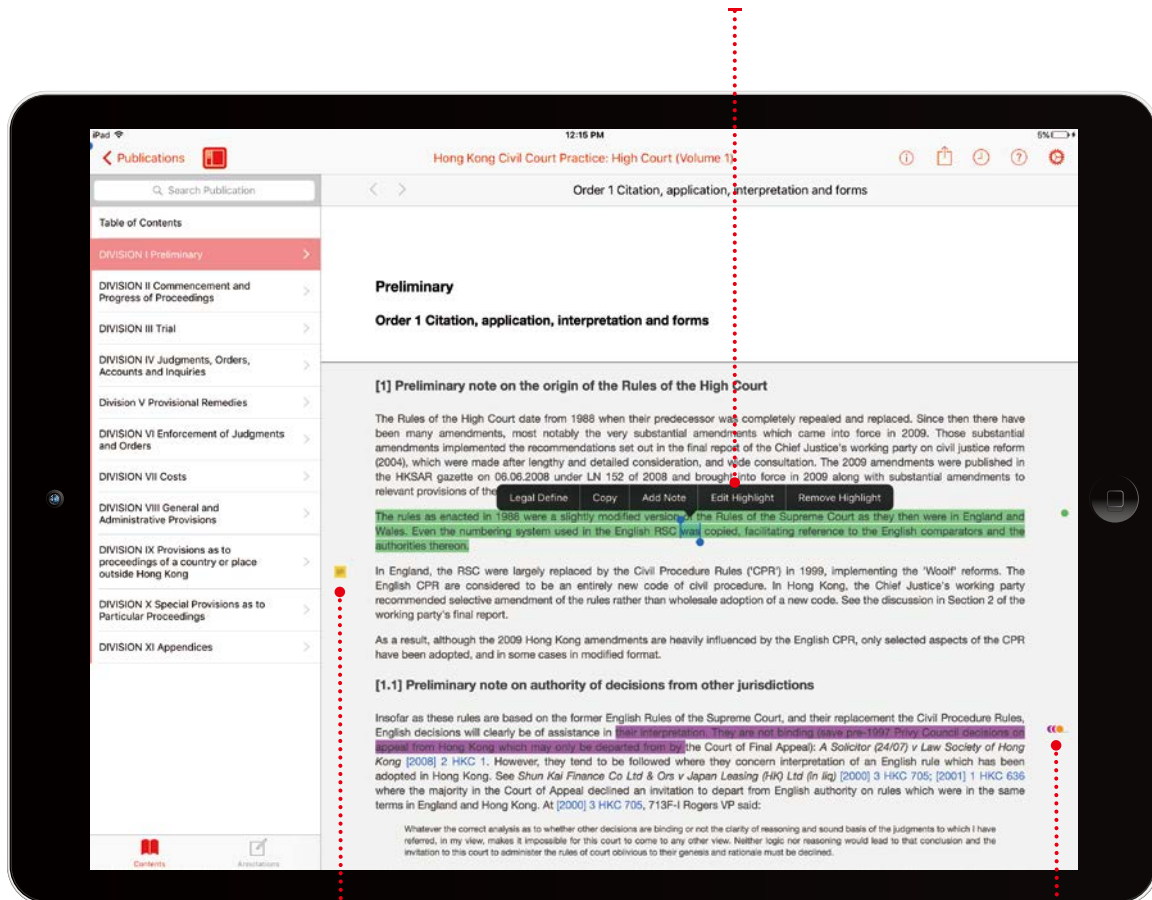 iPad 12:15 PM 5%
Publications Hong Kong Civil Court Practice: High Court (Volume 1)
Search Publication
Order 1 Citation, application, interpretation and forms
Table of Contents
DIVISION I Preliminary
DIVISION II Commencement and
Progress of Proceedings
DIVISION III Trial
DIVISION IV Judgments, Orders,
Accounts and Inquiries
Division V Provisional Remedies
DIVISION VI Enforcement of Judgments
and Orders
DIVISION VII Costs
DIVISION VIII General and
Administrative Provisions
DIVISION IX Provisions as to
proceedings of a country or place
outside Hong Kong
DIVISION X Special Provisions as to
Particular Proceedings
DIVISION XI Appendices
Contents
Annotations
Preliminary
Order 1 Citation, application, interpretation and forms
[1] Preliminary note on the origin of the Rules of the High Court
The Rules of the High Court date from 1988 when their predecessor was completely repealed and replaced. Since then there have
been many amendments, most notably the very substantial amendments which came into force in 2009. Those substantial
amendments implemented the recommendations set out in the final report of the Chief Justice's working party on civil justice reform
(2004), which were made after lengthy and detailed consideration, and wide consultation. The 2009 amendments were published in
the HKSAR gazette on 06.06.2008 under LN 152 of 2008 and brought into force in 2009 along with substantial amendments to
relevant provisions of the
Legal Define Copy Add Note Edit Highlight Remove Highlight
The rules as enacted in 1988 were a slightly modified version of the Rules of the Supreme Court as they then were in England and
Wales. Even the numbering system used in the English RSC was copied, facilitating reference to the English comparators and the
authorities thereon.
In England, the RSC were largely replaced by the Civil Procedure Rules ('CPR') in 1999, implementing the 'Woolf' reforms. The
English CPR are considered to be an entirely new code of civil procedure. In Hong Kong, the Chief Justice's working party
recommended selective amendment of the rules rather than wholesale adoption of a new code. See the discussion in Section 2 of the
working party's final report.
As a result, although the 2009 Hong Kong amendments are heavily influenced by the English CPR, only selected aspects of the CPR
have been adopted, and in some cases in modified format.
[1.1] Preliminary note on authority of decisions from other jurisdictions
Insofar as these rules are based on the former English Rules of the Supreme Court, and their replacement the Civil Procedure Rules,
English decisions will clearly be of assistance in their interpretation. They are not binding (save pre-1997 Privy Council decisions on
appeal from Hong Kong which may only be departed from by the Court of Final Appeal): A Solicitor (24/07) v Law Society of Hong
Kong [2008] 2 HKC 1. However, they tend to be followed where they concern interpretation of an English rule which has been
adopted in Hong Kong. See Shun Kai Finance Co Ltd & Ors v Japan Leasing (HK) Ltd (in liq) [2000] 3 HKC 705; [2001] 1 HKC 636
where the majority in the Court of Appeal declined an invitation to depart from English authority on rules which were in the same
terms in England and Hong Kong. At [2000] 3 HKC 705, 713F-I Rogers VP said:
Whatever the correct analysis as to whether other decisions are binding or not the clarity of reasoning and sound basis of the judgments to which I have
referred, in my view, makes it impossible for this court to come to any other view. Neither logic nor reasoning would lead to that conclusion and the
invitation to this court to administer the rules of court oblivious to their genesis and rationale must be declined.